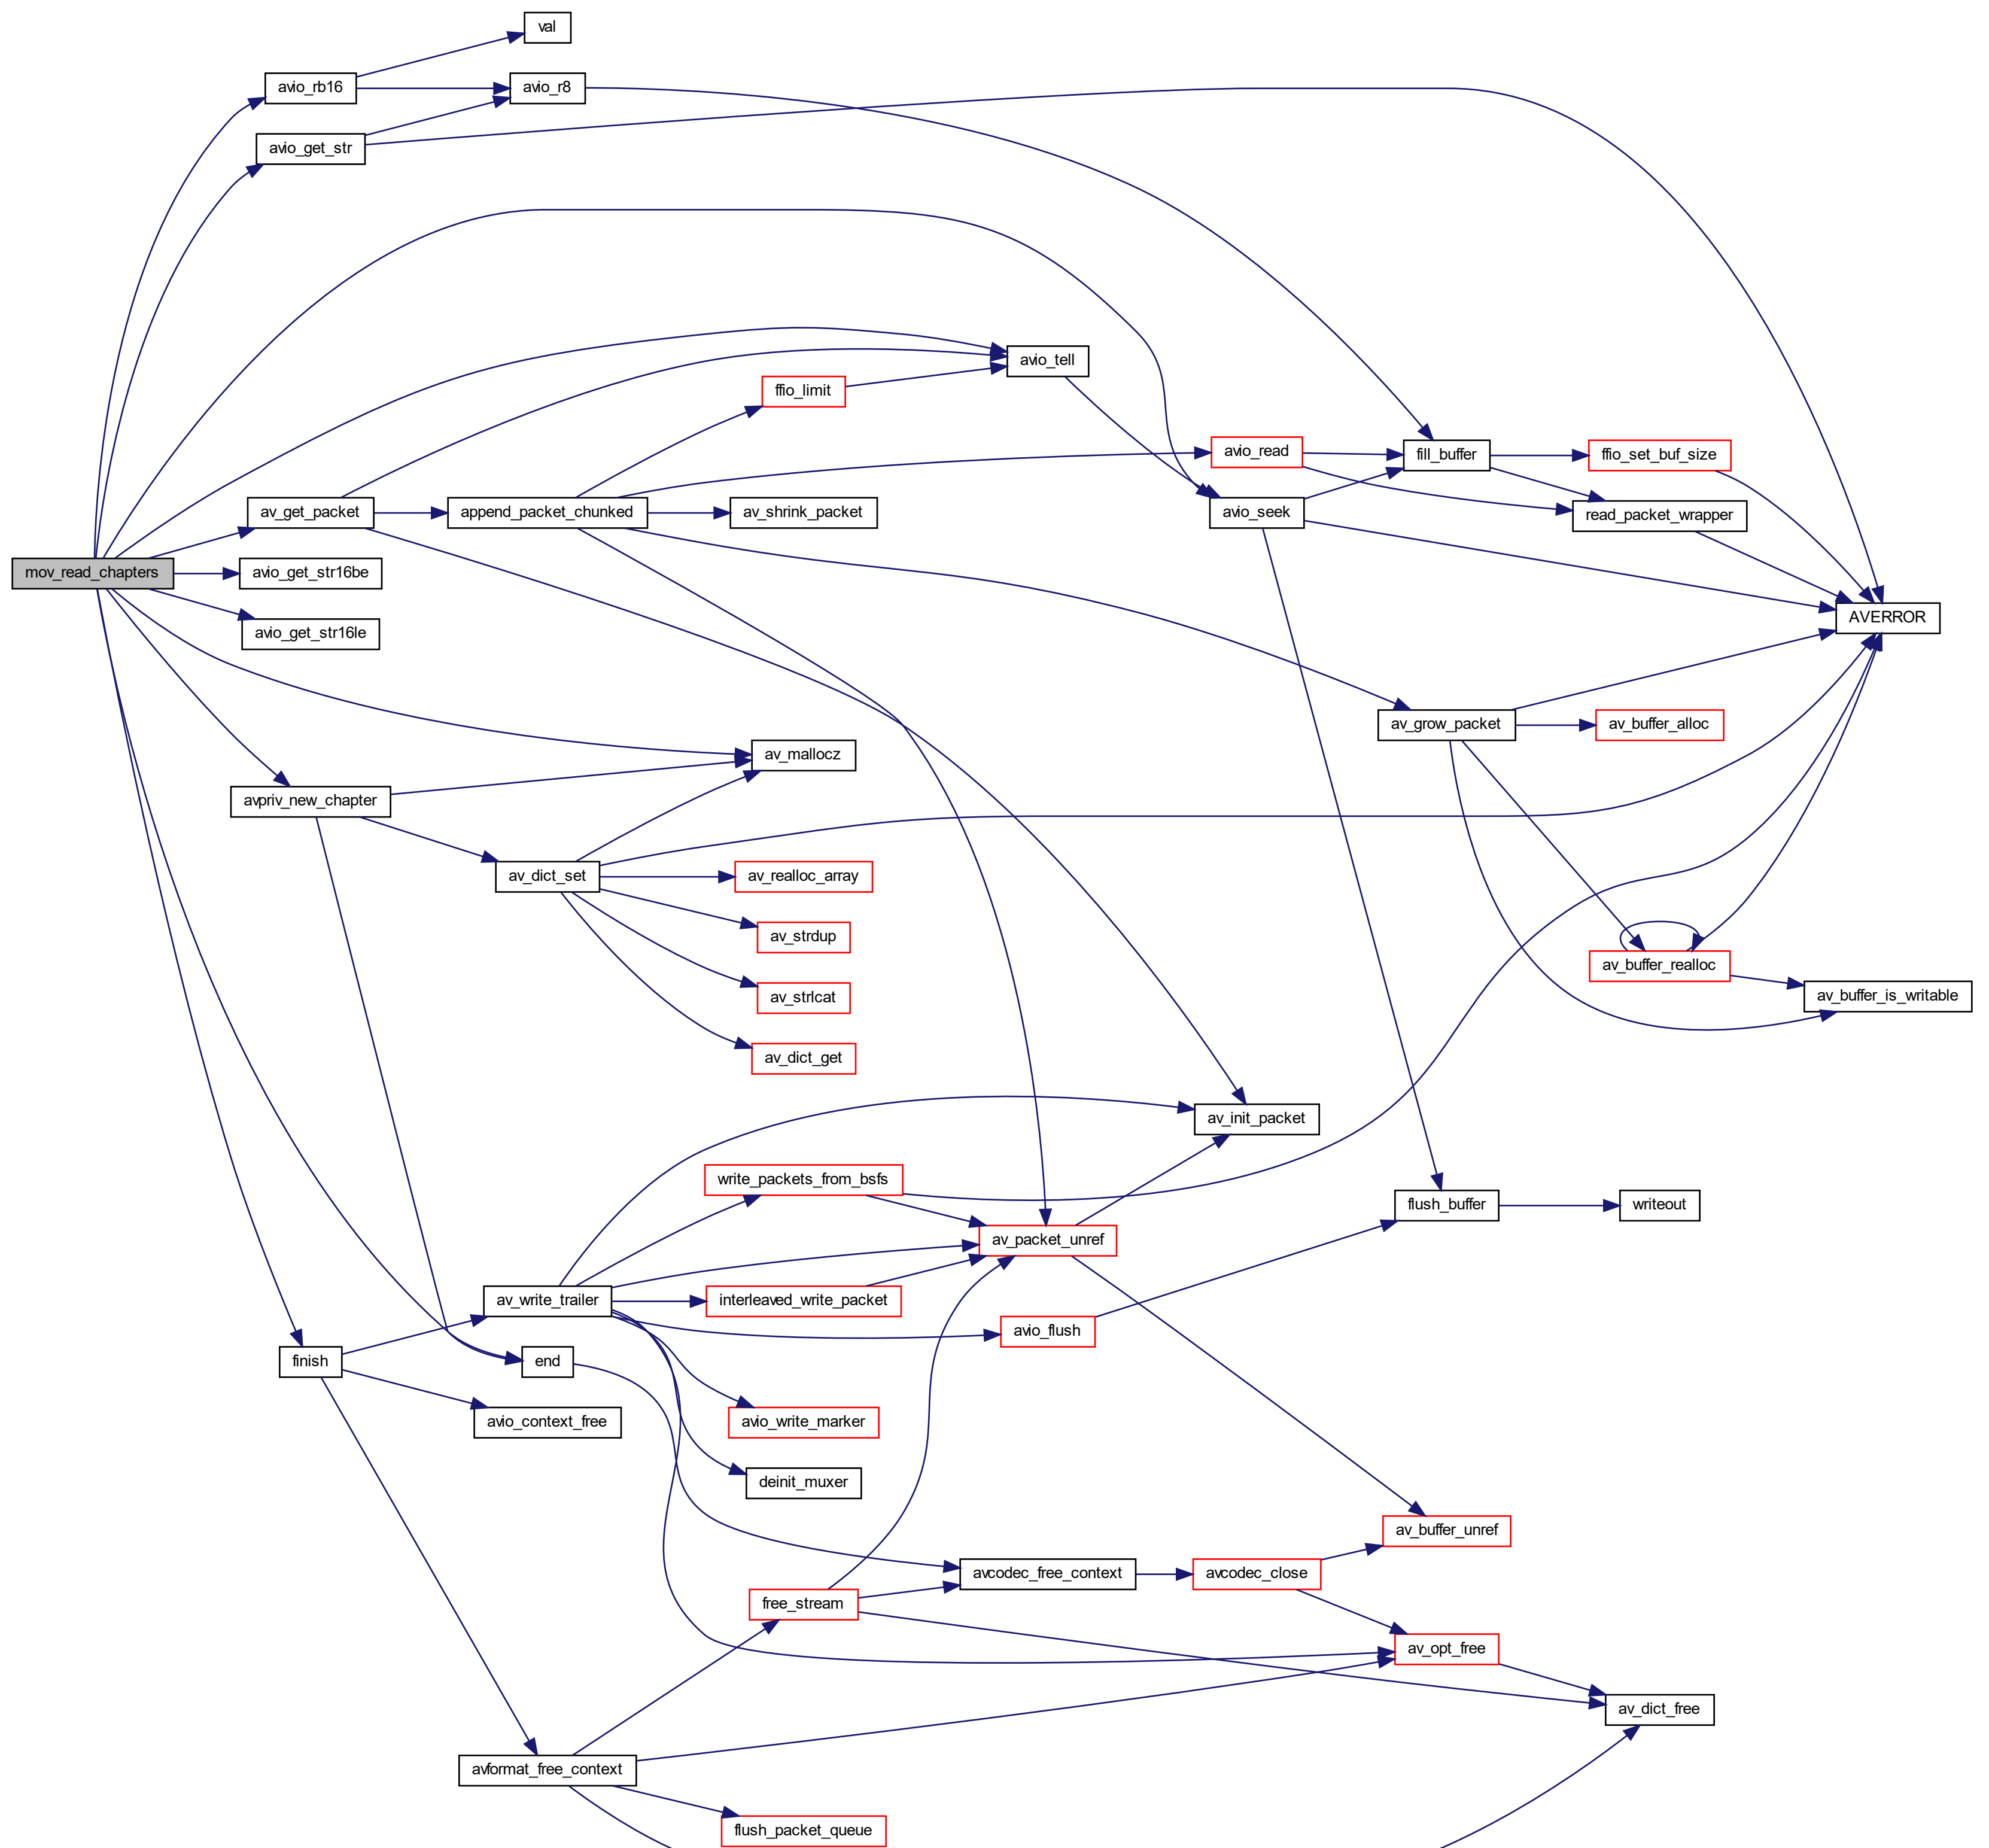 val
avio_rb16
avio_r8
avio_get_str
avio_tell
ffio_limit
avio_read
fill_buffer
ffio_set_buf_size
av_get_packet
append_packet_chunked
av_shrink_packet
avio_seek
read_packet_wrapper
mov_read_chapters
avio_get_str16be
avio_get_str16le
AVERROR
av_grow_packet
av_buffer_alloc
av_mallocz
avpriv_new_chapter
av_dict_set
av_realloc_array
av_strdup
av_buffer_realloc
av_strlcat
av_buffer_is_writable
av_dict_get
av_init_packet
write_packets_from_bsfs
flush_buffer
writeout
av_packet_unref
av_write_trailer
interleaved_write_packet
avio_flush
finish
end
avio_context_free
avio_write_marker
deinit_muxer
av_buffer_unref
avcodec_free_context
avcodec_close
free_stream
av_opt_free
av_dict_free
avformat_free_context
flush_packet_queue